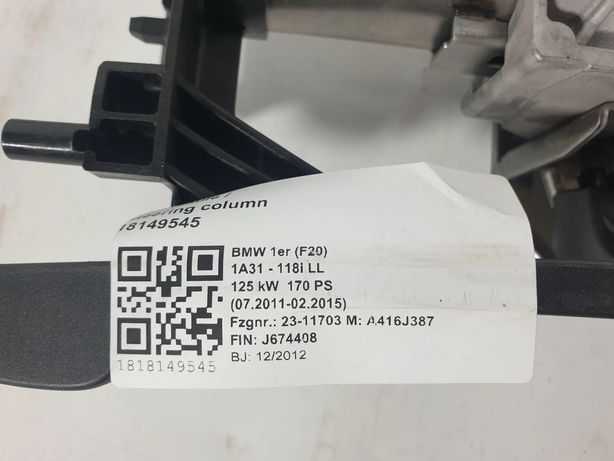 steering column
18149545
BMW 1er (F20)
1A31 - 118i LL
125 kW 170 PS
(07.2011-02.2015)
Fzgnr.: 23-11703 M: A416J387
FIN: J674408
BJ: 12/2012
1818149545